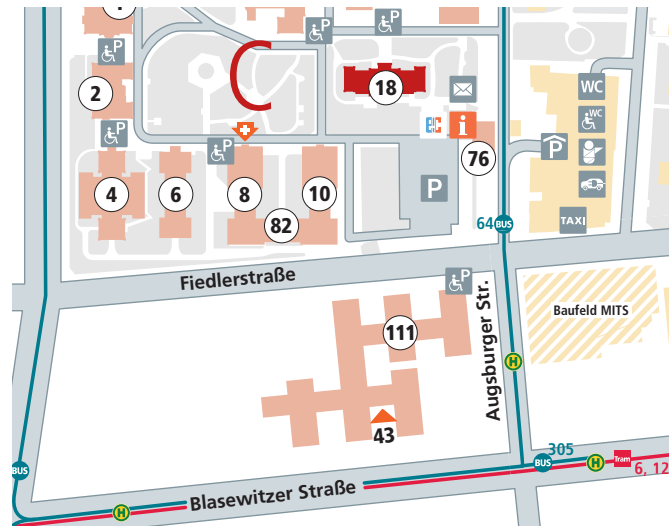 P
P
C
18
2
WC
P
WC
P
i
P
76
4
6
8
10
P
82
64
BUS
TAXI
Fiedlerstraße
P
Augsburger Str.
Baufeld MITS
111
H
43
305
BUS
H
Tram
6, 12
BUS
Blasewitzer Straße
H